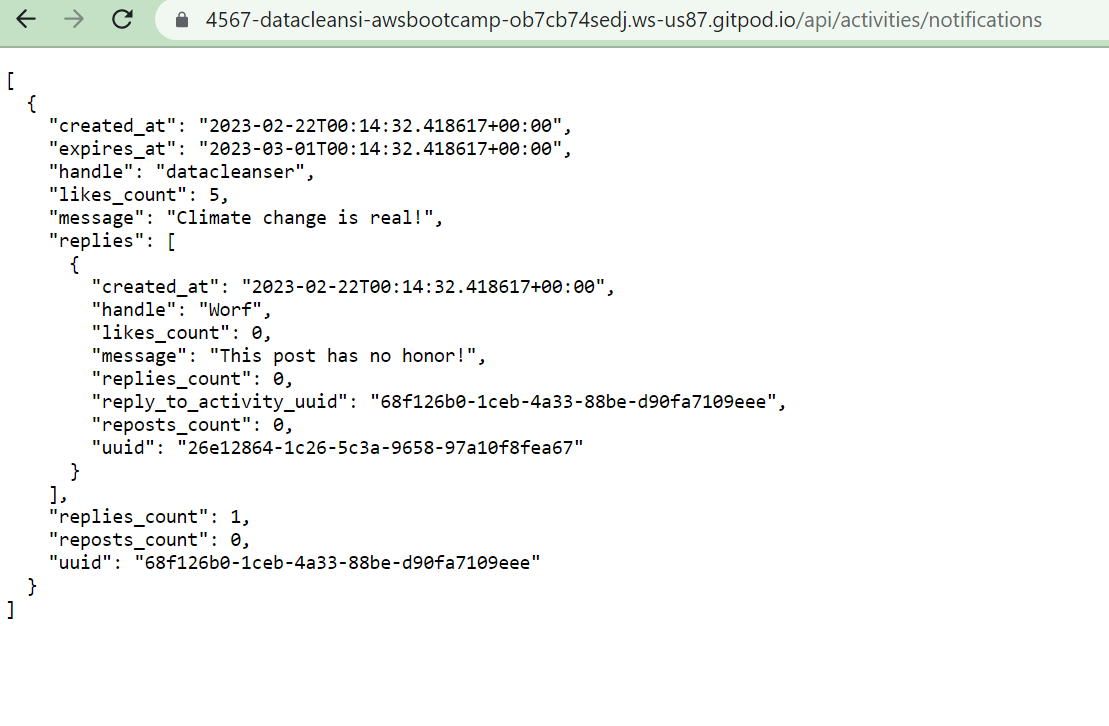 4567-datacleansi-awsbootcamp-ob7cb74sedj.ws-us87.gitpod.io/api/activities/notifications
[
  {
    "created_at": "2023-02-22T00:14:32.418617+00:00",
    "expires_at": "2023-03-01T00:14:32.418617+00:00",
    "handle": "datacleanser",
    "likes_count": 5,
    "message": "Climate change is real!",
    "replies": [
      {
        "created_at": "2023-02-22T00:14:32.418617+00:00",
        "handle": "Worf",
        "likes_count": 0,
        "message": "This post has no honor!",
        "replies_count": 0,
        "reply_to_activity_uuid": "68f126b0-1ceb-4a33-88be-d90fa7109eee",
        "reposts_count": 0,
        "uuid": "26e12864-1c26-5c3a-9658-97a10f8fea67"
      }
    ],
    "replies_count": 1,
    "reposts_count": 0,
    "uuid": "68f126b0-1ceb-4a33-88be-d90fa7109eee"
  }
]